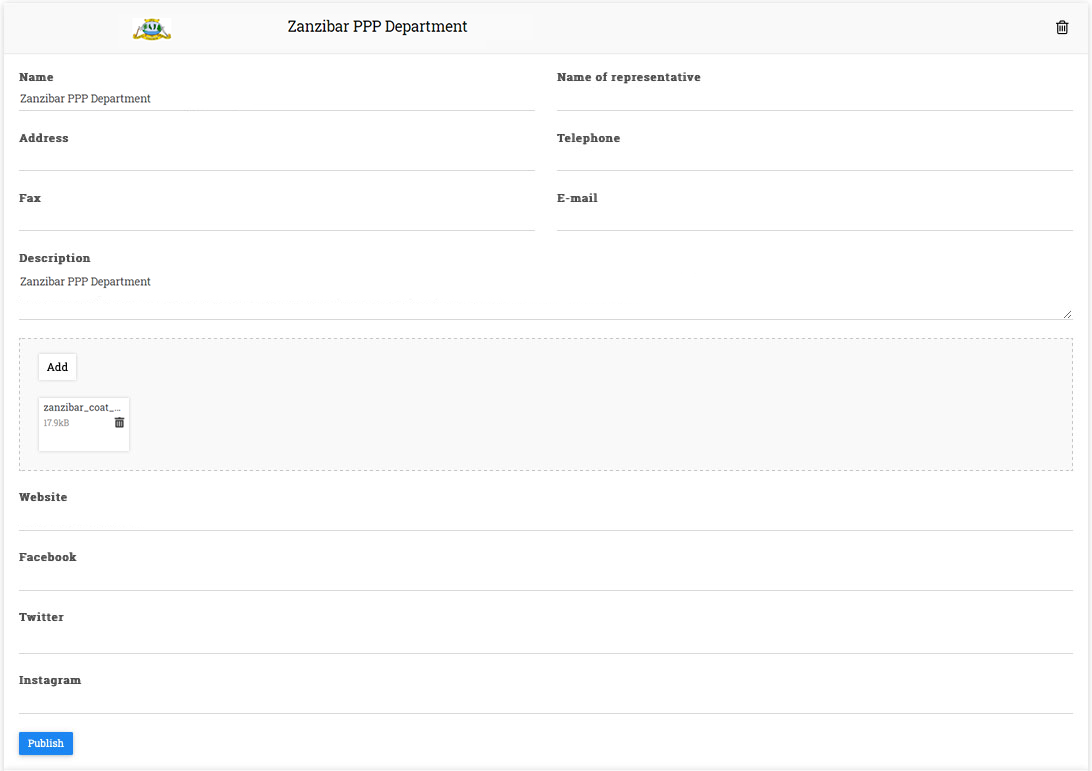 Zanzibar PPP Department
Name
Name of representative
Zanzibar PPP Department
Address
Telephone
Fax
E-mail
Description
Zanzibar PPP Department
Add
zanzibar_coat_...
17.9kB
Website
Facebook
Twitter
Instagram
Publish